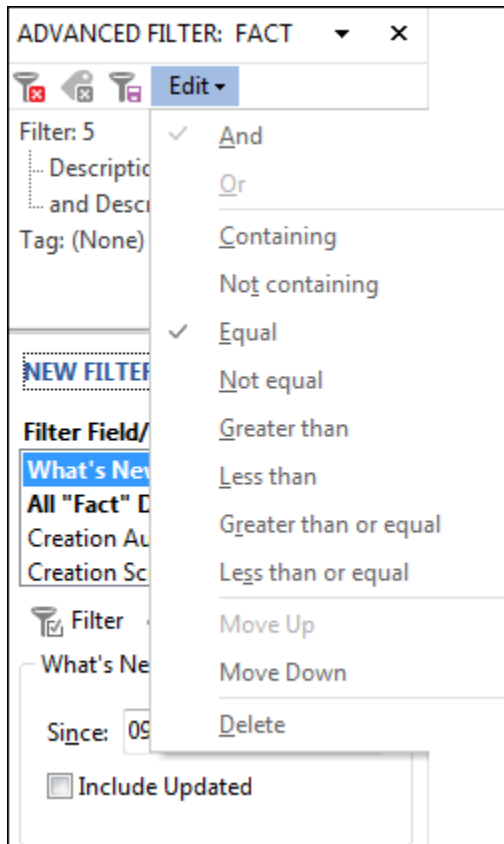 ADVANCED FILTER: FACT
Edit
Filter: 5
And
Descriptic
Or
and Descr
Tag: (None)
Containing
Not containing
Equal
NEW FILTER
Not equal
Filter Field/
Greater than
What's New
Less than
All "Fact" D
Creation Au
Greater than or equal
Creation Sc
Less than or equal
Filter
Move Up
What's Ne
Move Down
Since: 09
Delete
Include Updated